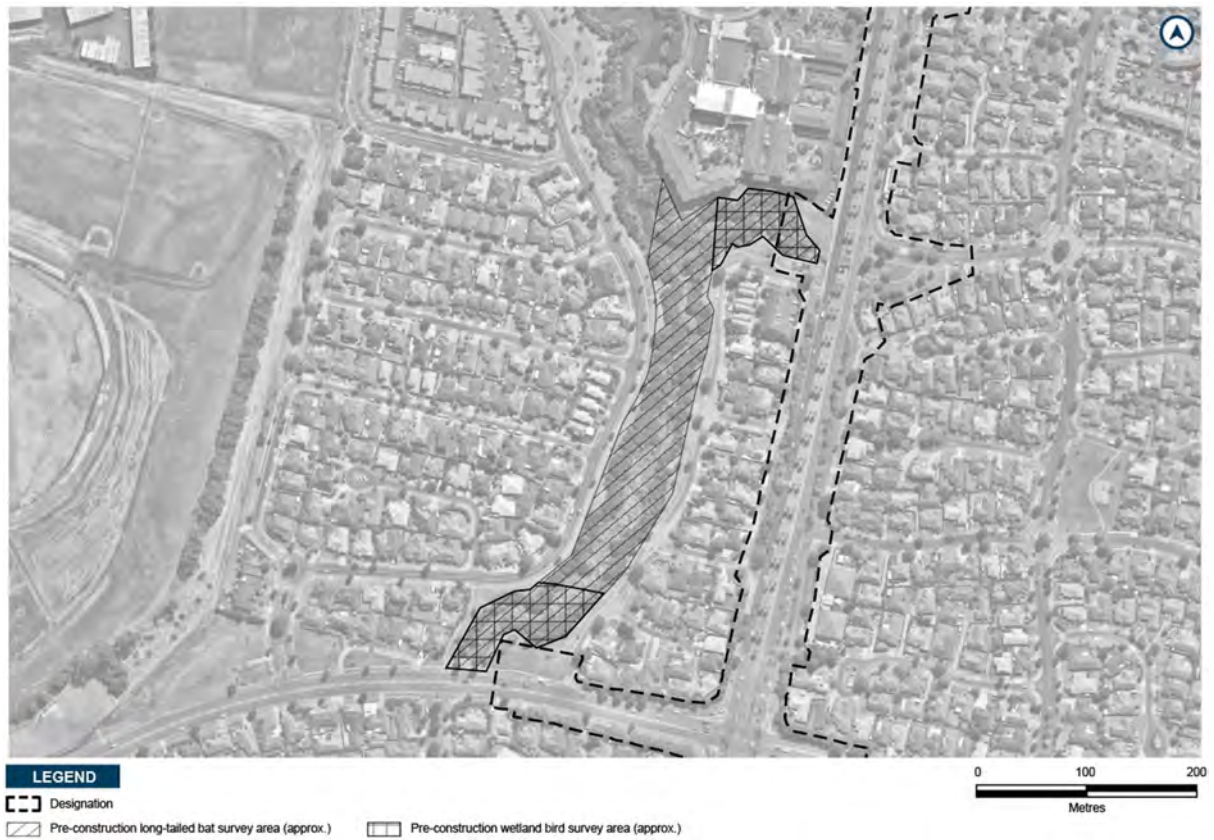 LEGEND
Designation
Pre-construction long-tailed bat survey area (approx.) Pre-construction wetland bird survey area (approx.)
0 100 200
Metres